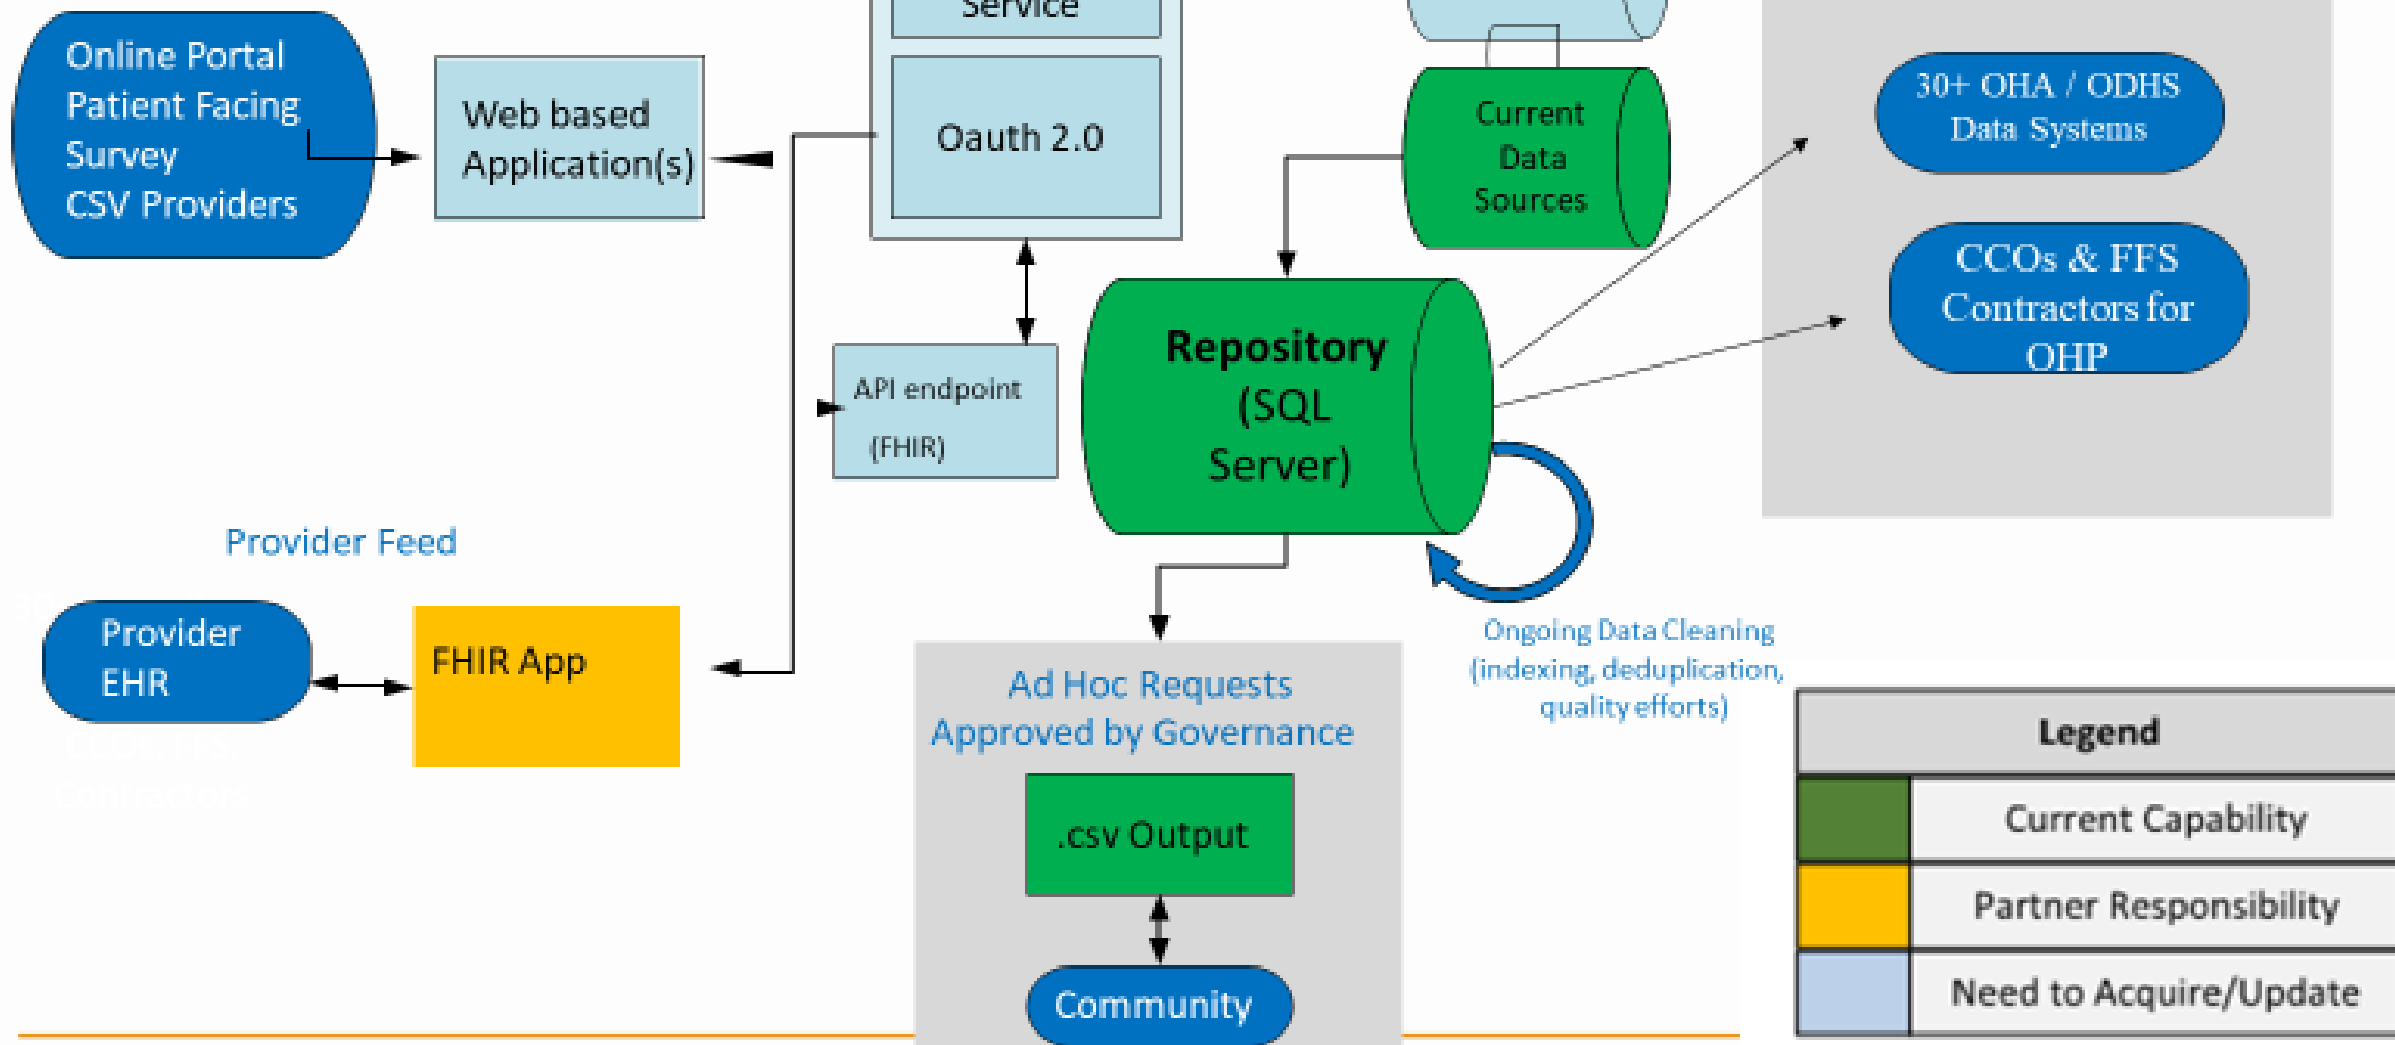 Service
Online Portal
Patient Facing
Survey
CSV Providers
Web based
Application(s)
Oauth 2.0
Current
Data
Sources
30+ OHA / ODHS
Data Systems
CCOs & FFS
Contractors for
OHP
Repository
(SQL
Server)
API endpoint
(FHIR)
Provider Feed
Provider
EHR
FHIR App
CCOs, FFS,
Contractors
Ongoing Data Cleaning
(indexing, deduplication,
quality efforts)
Ad Hoc Requests
Approved by Governance
.csv Output
Community
Legend
Current Capability
Partner Responsibility
Need to Acquire/Update